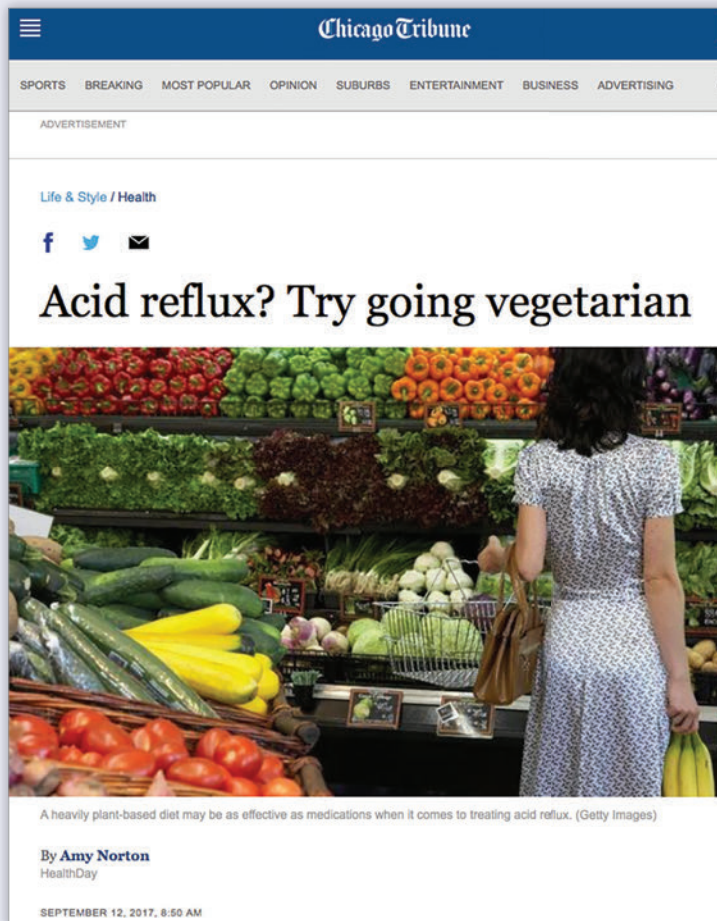 Chicago Tribune
SPORTS BREAKING MOST POPULAR OPINION SUBURBS ENTERTAINMENT BUSINESS ADVERTISING
ADVERTISEMENT
Life & Style / Health
Acid reflux? Try going vegetarian
A heavily plant-based diet may be as effective as medications when it comes to treating acid reflux. (Getty Images)
By Amy Norton
HealthDay
SEPTEMBER 12, 2017, 8:50 AM